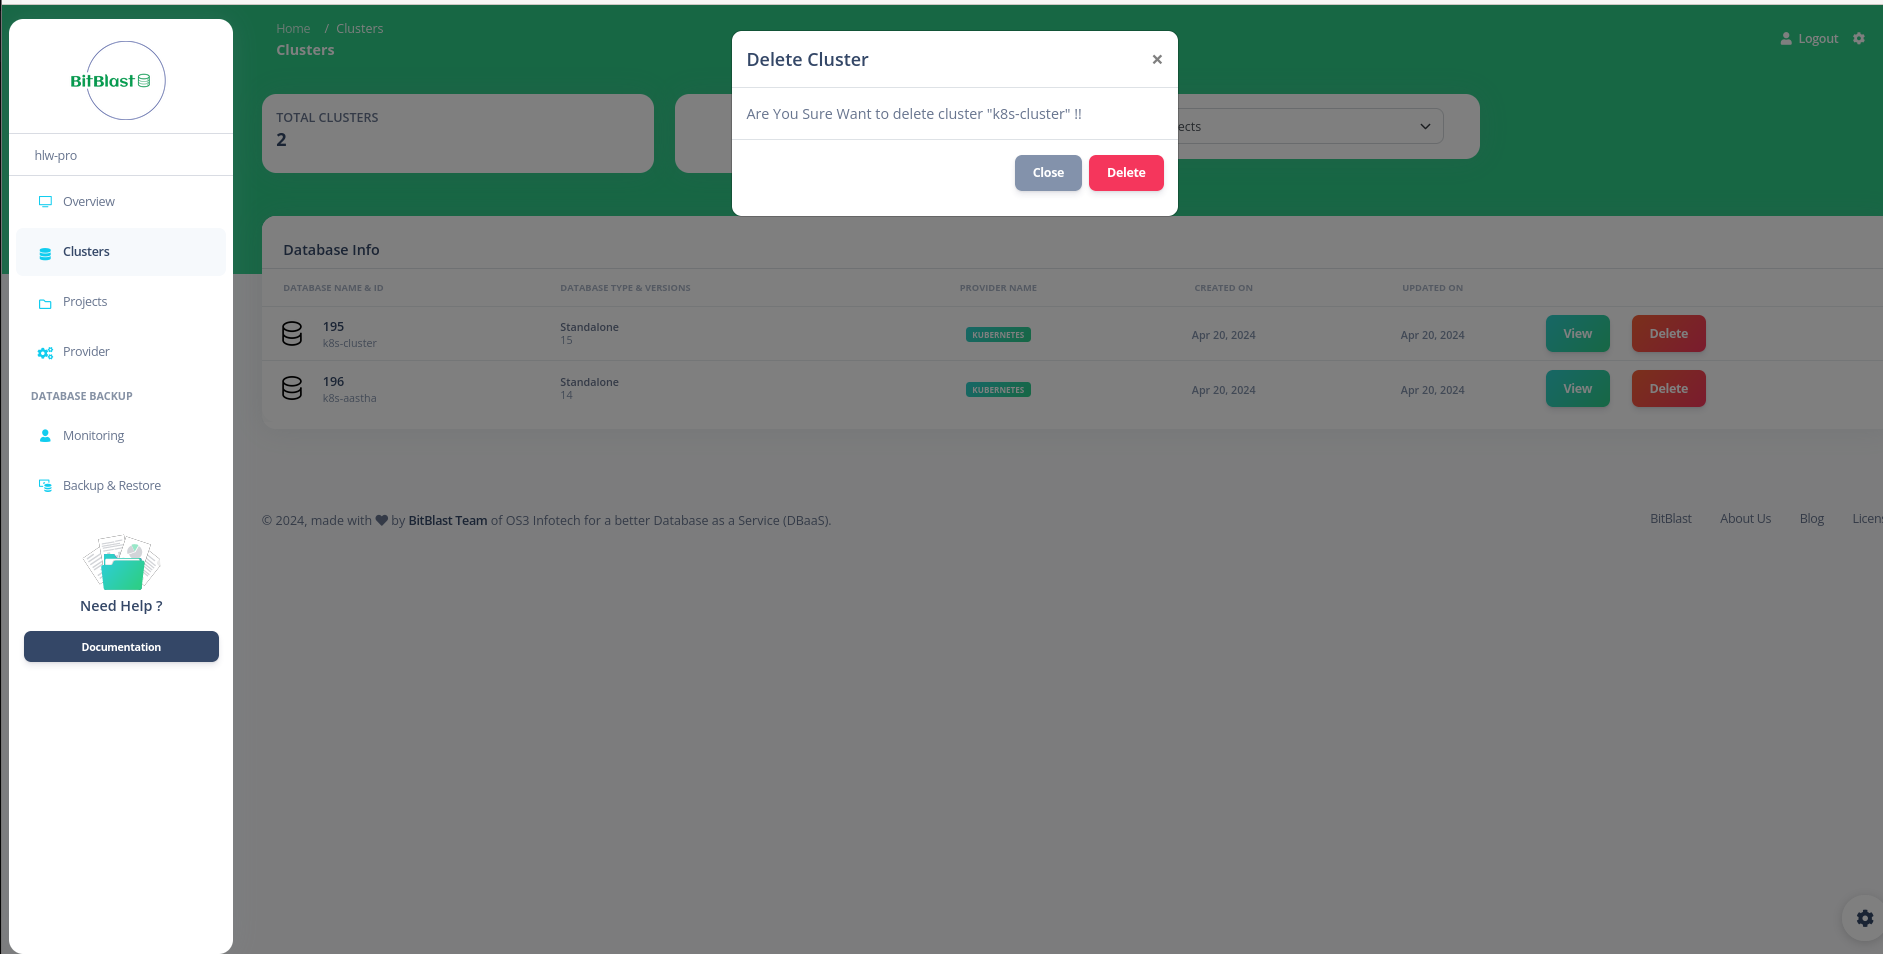 BitBlast
hlw-pro
Overview
Clusters
Projects
Provider
DATABASE BACKUP
Monitoring
Backup & Restore
Need Help ?
Documentation
Home / Clusters
Clusters
Logout
TOTAL CLUSTERS
2
Delete Cluster
×
Are You Sure Want to delete cluster "k8s-cluster" !!
Close
Delete
ects
Database Info
DATABASE NAME & ID DATABASE TYPE & VERSIONS PROVIDER NAME CREATED ON UPDATED ON
195
k8s-cluster
Standalone
15
KUBERNETES
Apr 20, 2024
Apr 20, 2024
View
Delete
196
k8s-aastha
Standalone
14
KUBERNETES
Apr 20, 2024
Apr 20, 2024
View
Delete
© 2024, made with by BitBlast Team of OS3 Infotech for a better Database as a Service (DBaaS).
BitBlast About Us Blog Licens